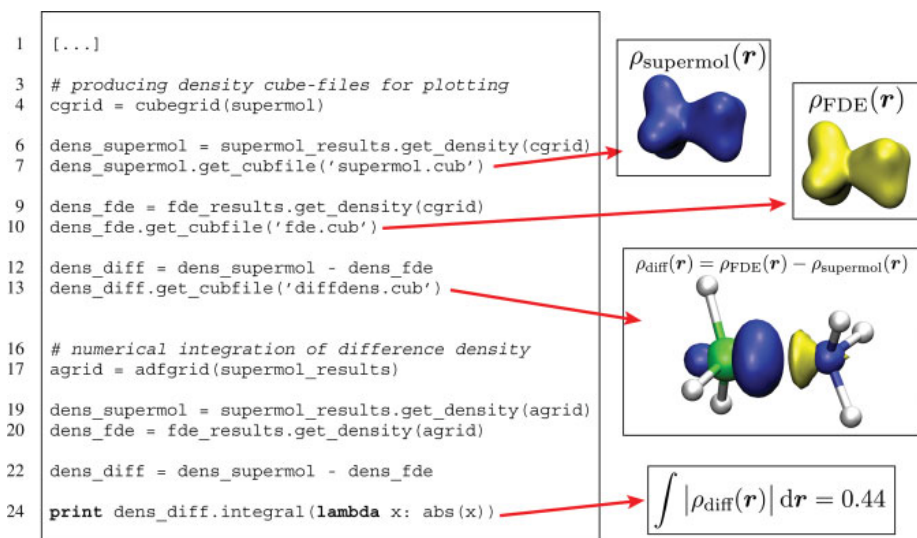 1 [...]
3 # producing density cube-files for plotting
4 cgrid = cubegrid(supermol)
6 dens_supermol = supermol_results.get_density(cgrid)
7 dens_supermol.get_cubfile('supermol.cub')
9 dens_fde = fde_results.get_density(cgrid)
10 dens_fde.get_cubfile('fde.cub')
12 dens_diff = dens_supermol - dens_fde
13 dens_diff.get_cubfile('diffdens.cub')
16 # numerical integration of difference density
17 agrid = adfgrid(supermol_results)
19 dens_supermol = supermol_results.get_density(agrid)
20 dens_fde = fde_results.get_density(agrid)
22 dens_diff = dens_supermol - dens_fde
24 print dens_diff.integral(lambda x: abs(x))
ρsupermol(r)
ρFDE(r)
ρdiff(r) = ρFDE(r) − ρsupermol(r)
∫ |ρdiff(r)| dr = 0.44